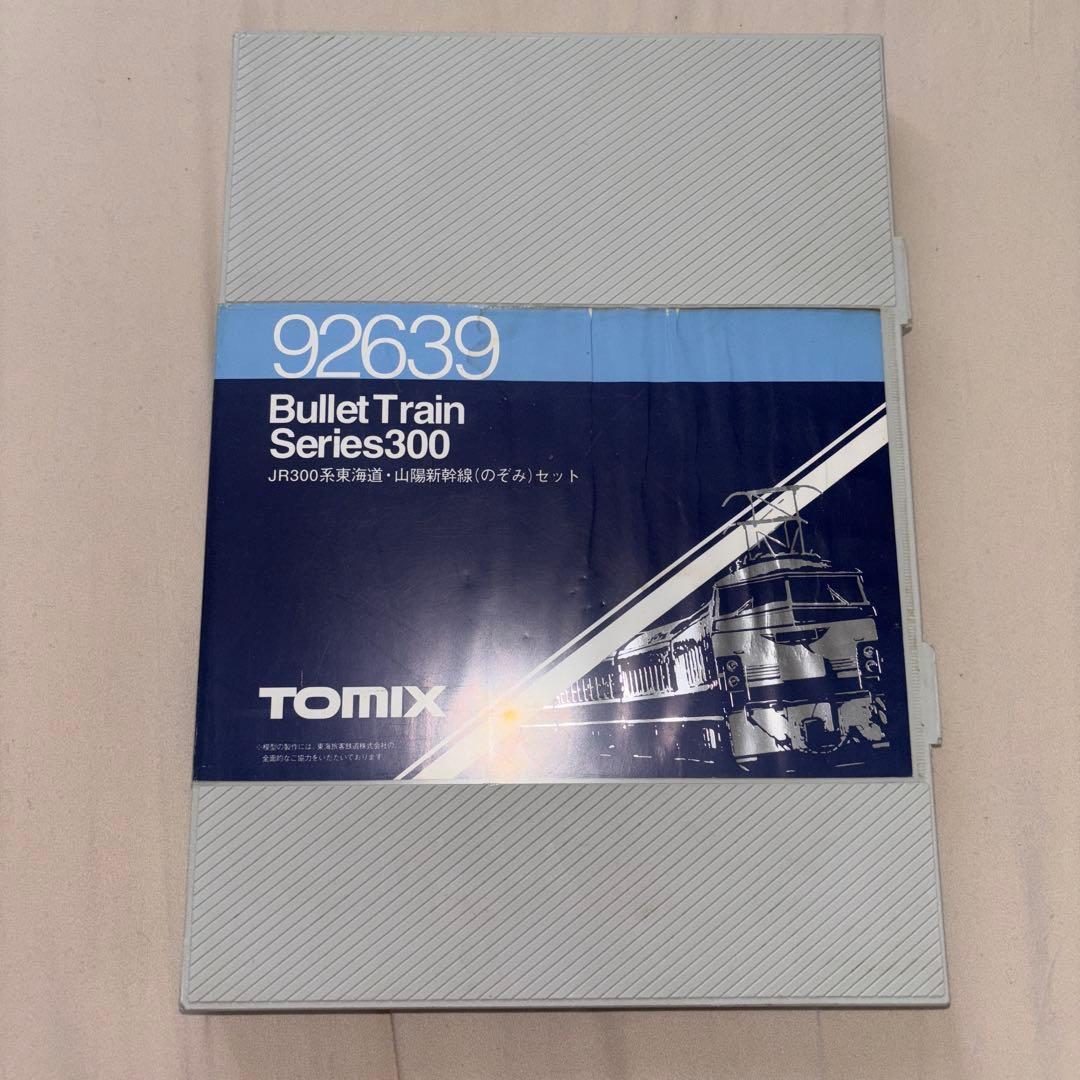 92639
Bullet Train
Series300
JR300系東海道・山陽新幹線(のぞみ)セット
TOMIX
◇模型の製作には、東海旅客鉄道株式会社の
全面的なご協力をいただいております